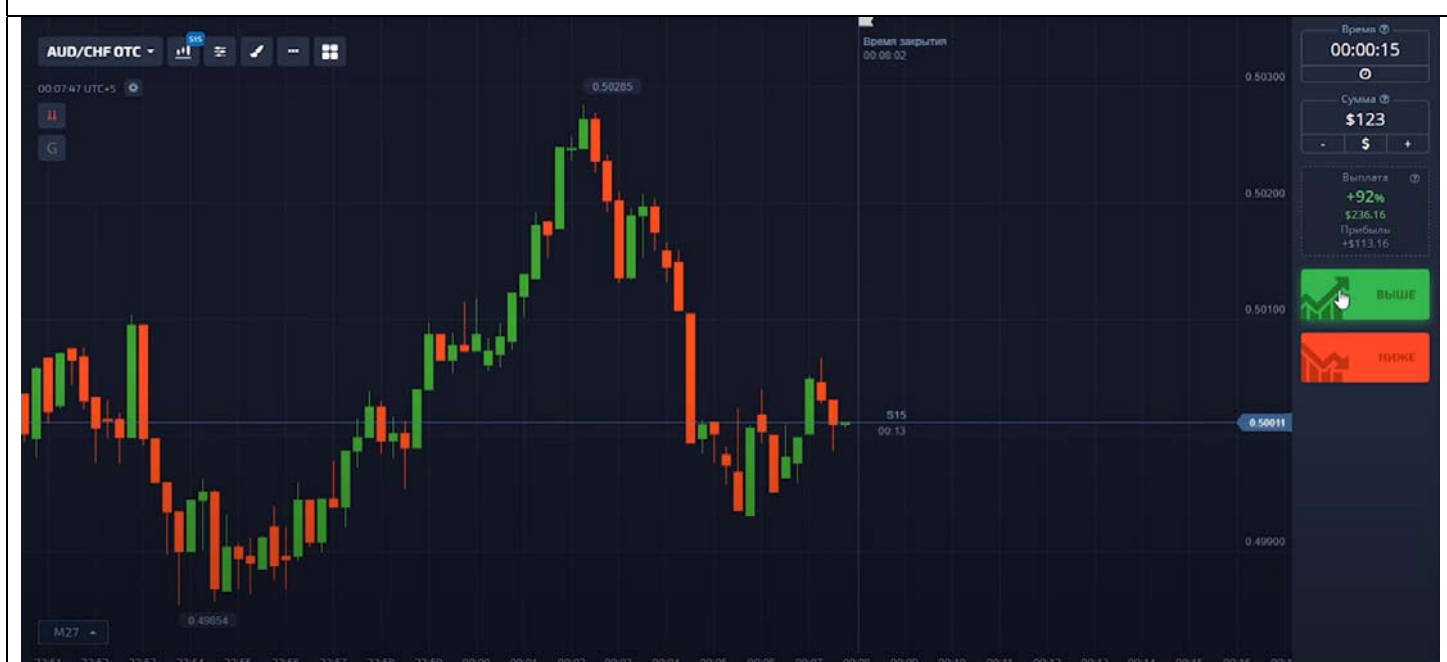 AUD/CHF OTC
S15
00:07:47 UTC+5
G
0.50285
Время закрытия
00:08:02
0.50300
0.50200
0.50100
0.50011
0.49900
S15
00:13
0.49854
M27
Время
00:00:15
Сумма
$123
- $ +
Выплата
+92%
$236.16
Прибыль
+$113.16
ВЫШЕ
НИЖЕ